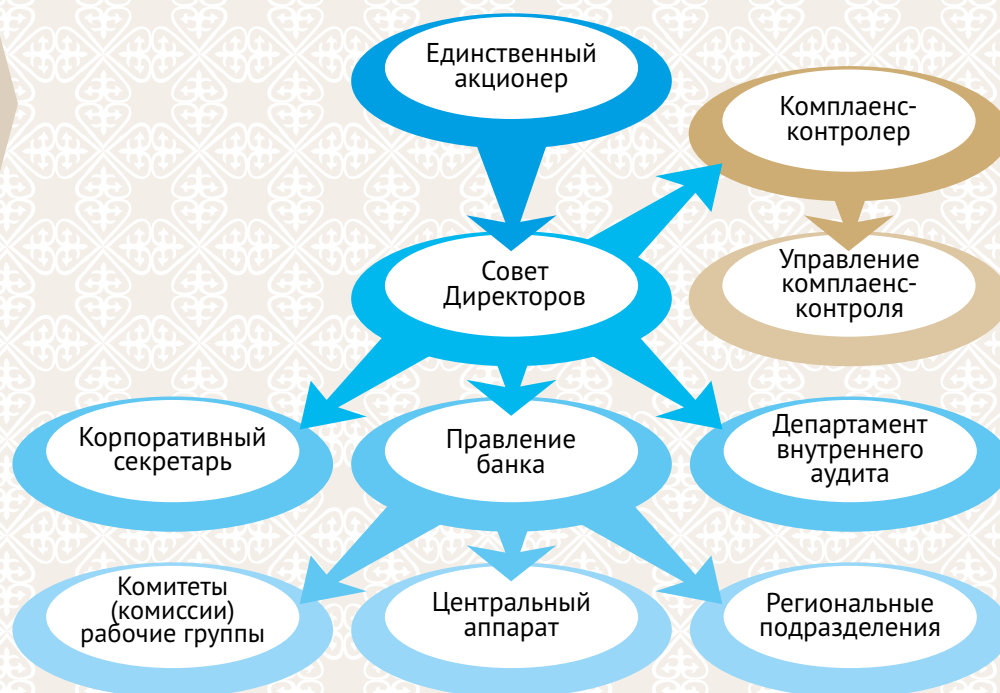 Единственный
акционер
Комплаенс-
контролер
Совет
Директоров
Управление
комплаенс-
контроля
Корпоративный
секретарь
Правление
банка
Департамент
внутреннего
аудита
Комитеты
(комиссии)
рабочие группы
Центральный
аппарат
Региональные
подразделения